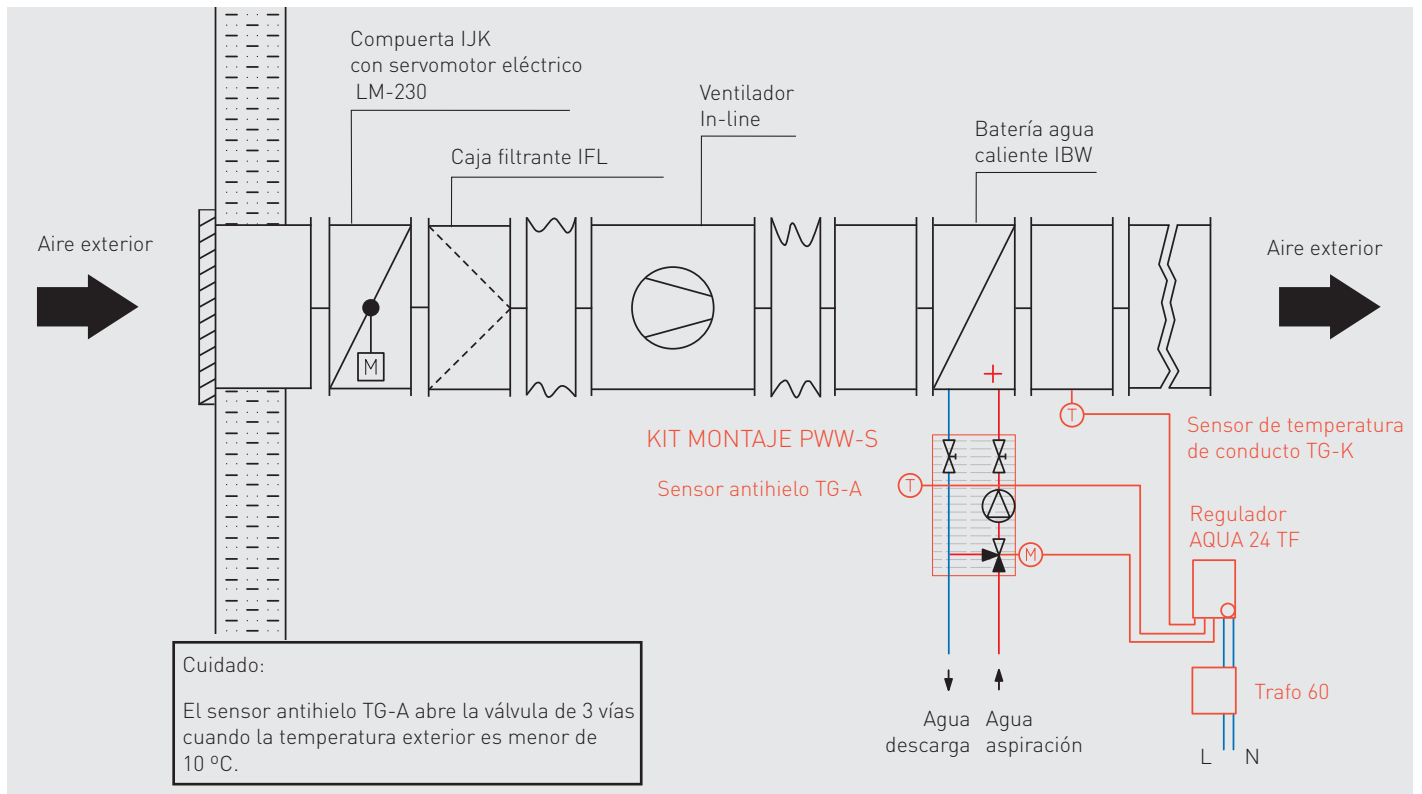 Compuerta IJK
con servomotor eléctrico
LM-230
Ventilador
In-line
Batería agua
caliente IBW
Caja filtrante IFL
Aire exterior
Aire exterior
M
KIT MONTAJE PWW-S
Sensor de temperatura
de conducto TG-K
T
Sensor antihielo TG-A
T
Regulador
AQUA 24 TF
M
Cuidado:
El sensor antihielo TG-A abre la válvula de 3 vías
cuando la temperatura exterior es menor de
10 ºC.
Trafo 60
Agua
descarga
Agua
aspiración
L N